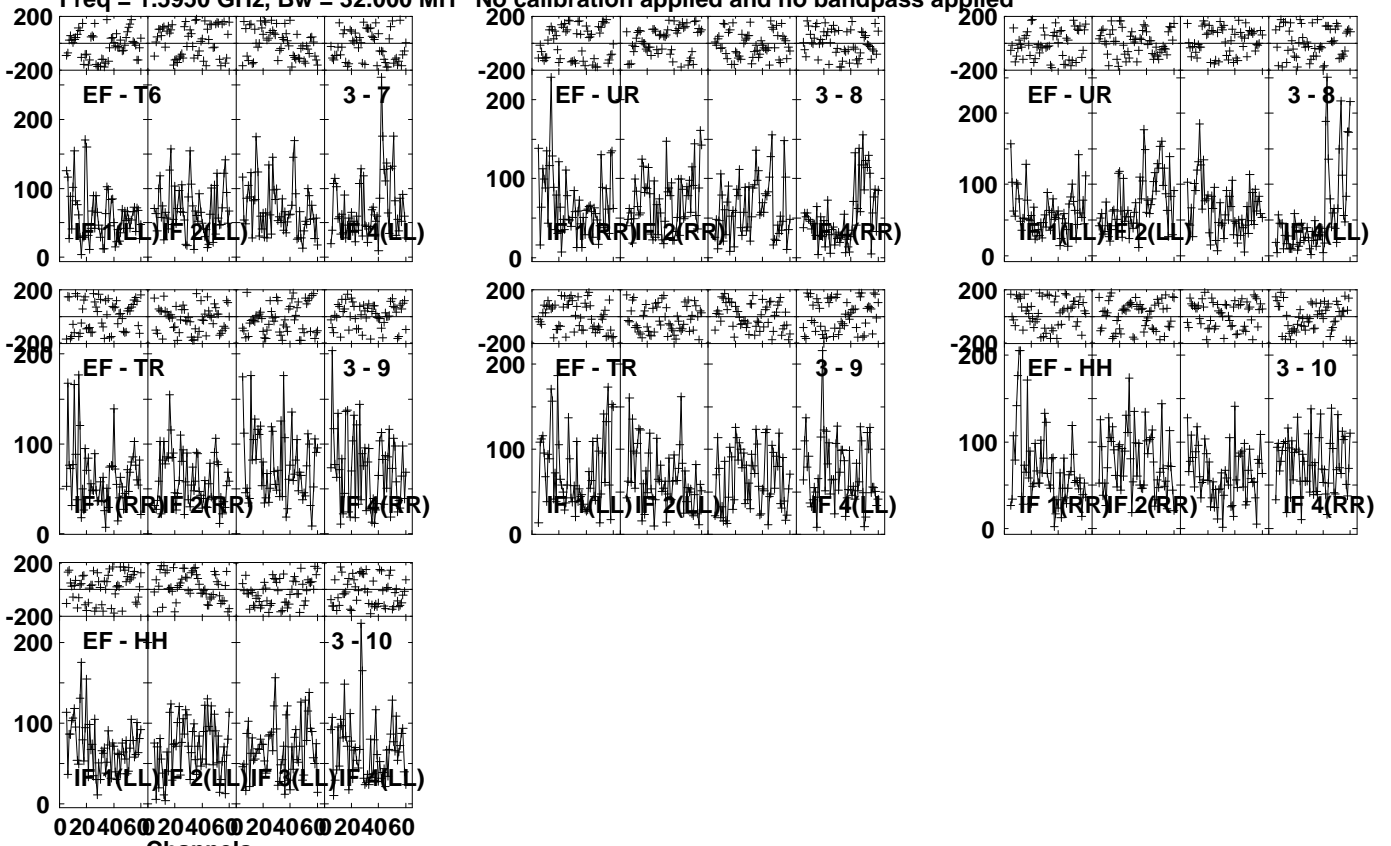 Freq = 1.5950 GHz, Bw = 32.000 MH No calibration applied and no bandpass applied
200 200 200
-200 -200 -200
EF - T6 3 - 7 EF - UR 3 - 8 EF - UR 3 - 8
200 200 200
100 100 100
IF 1(LL) IF 2(LL) IF 4(LL) IF 1(RR) IF 2(RR) IF 4(RR) IF 1(LL) IF 2(LL) IF 4(LL)
0 0 0
200 200 200
-200 -200 -200
200 200 200
EF - TR 3 - 9 EF - TR 3 - 9 EF - HH 3 - 10
100 100 100
IF 1(RR) IF 2(RR) IF 4(RR) IF 1(LL) IF 2(LL) IF 4(LL) IF 1(RR) IF 2(RR) IF 4(RR)
0 0 0
200
-200
EF - HH 3 - 10
200
100
IF 1(LL) IF 2(LL) IF 3(LL) IF 4(LL)
0
0 20 40 60 0 20 40 60 0 20 40 60 0 20 40 60
Channels